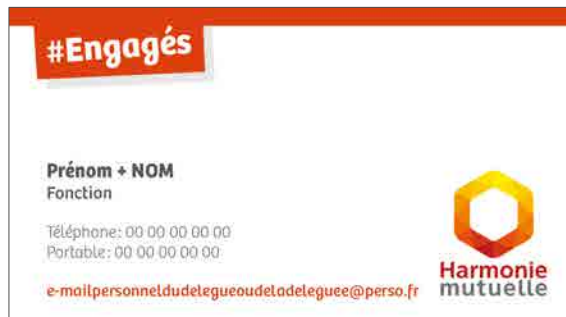 #Engagés
Prénom + NOM
Fonction
Téléphone: 00 00 00 00 00
Portable: 00 00 00 00 00
e-mailpersonneldudelegueoudeladeleguee@perso.fr
Harmonie
mutuelle